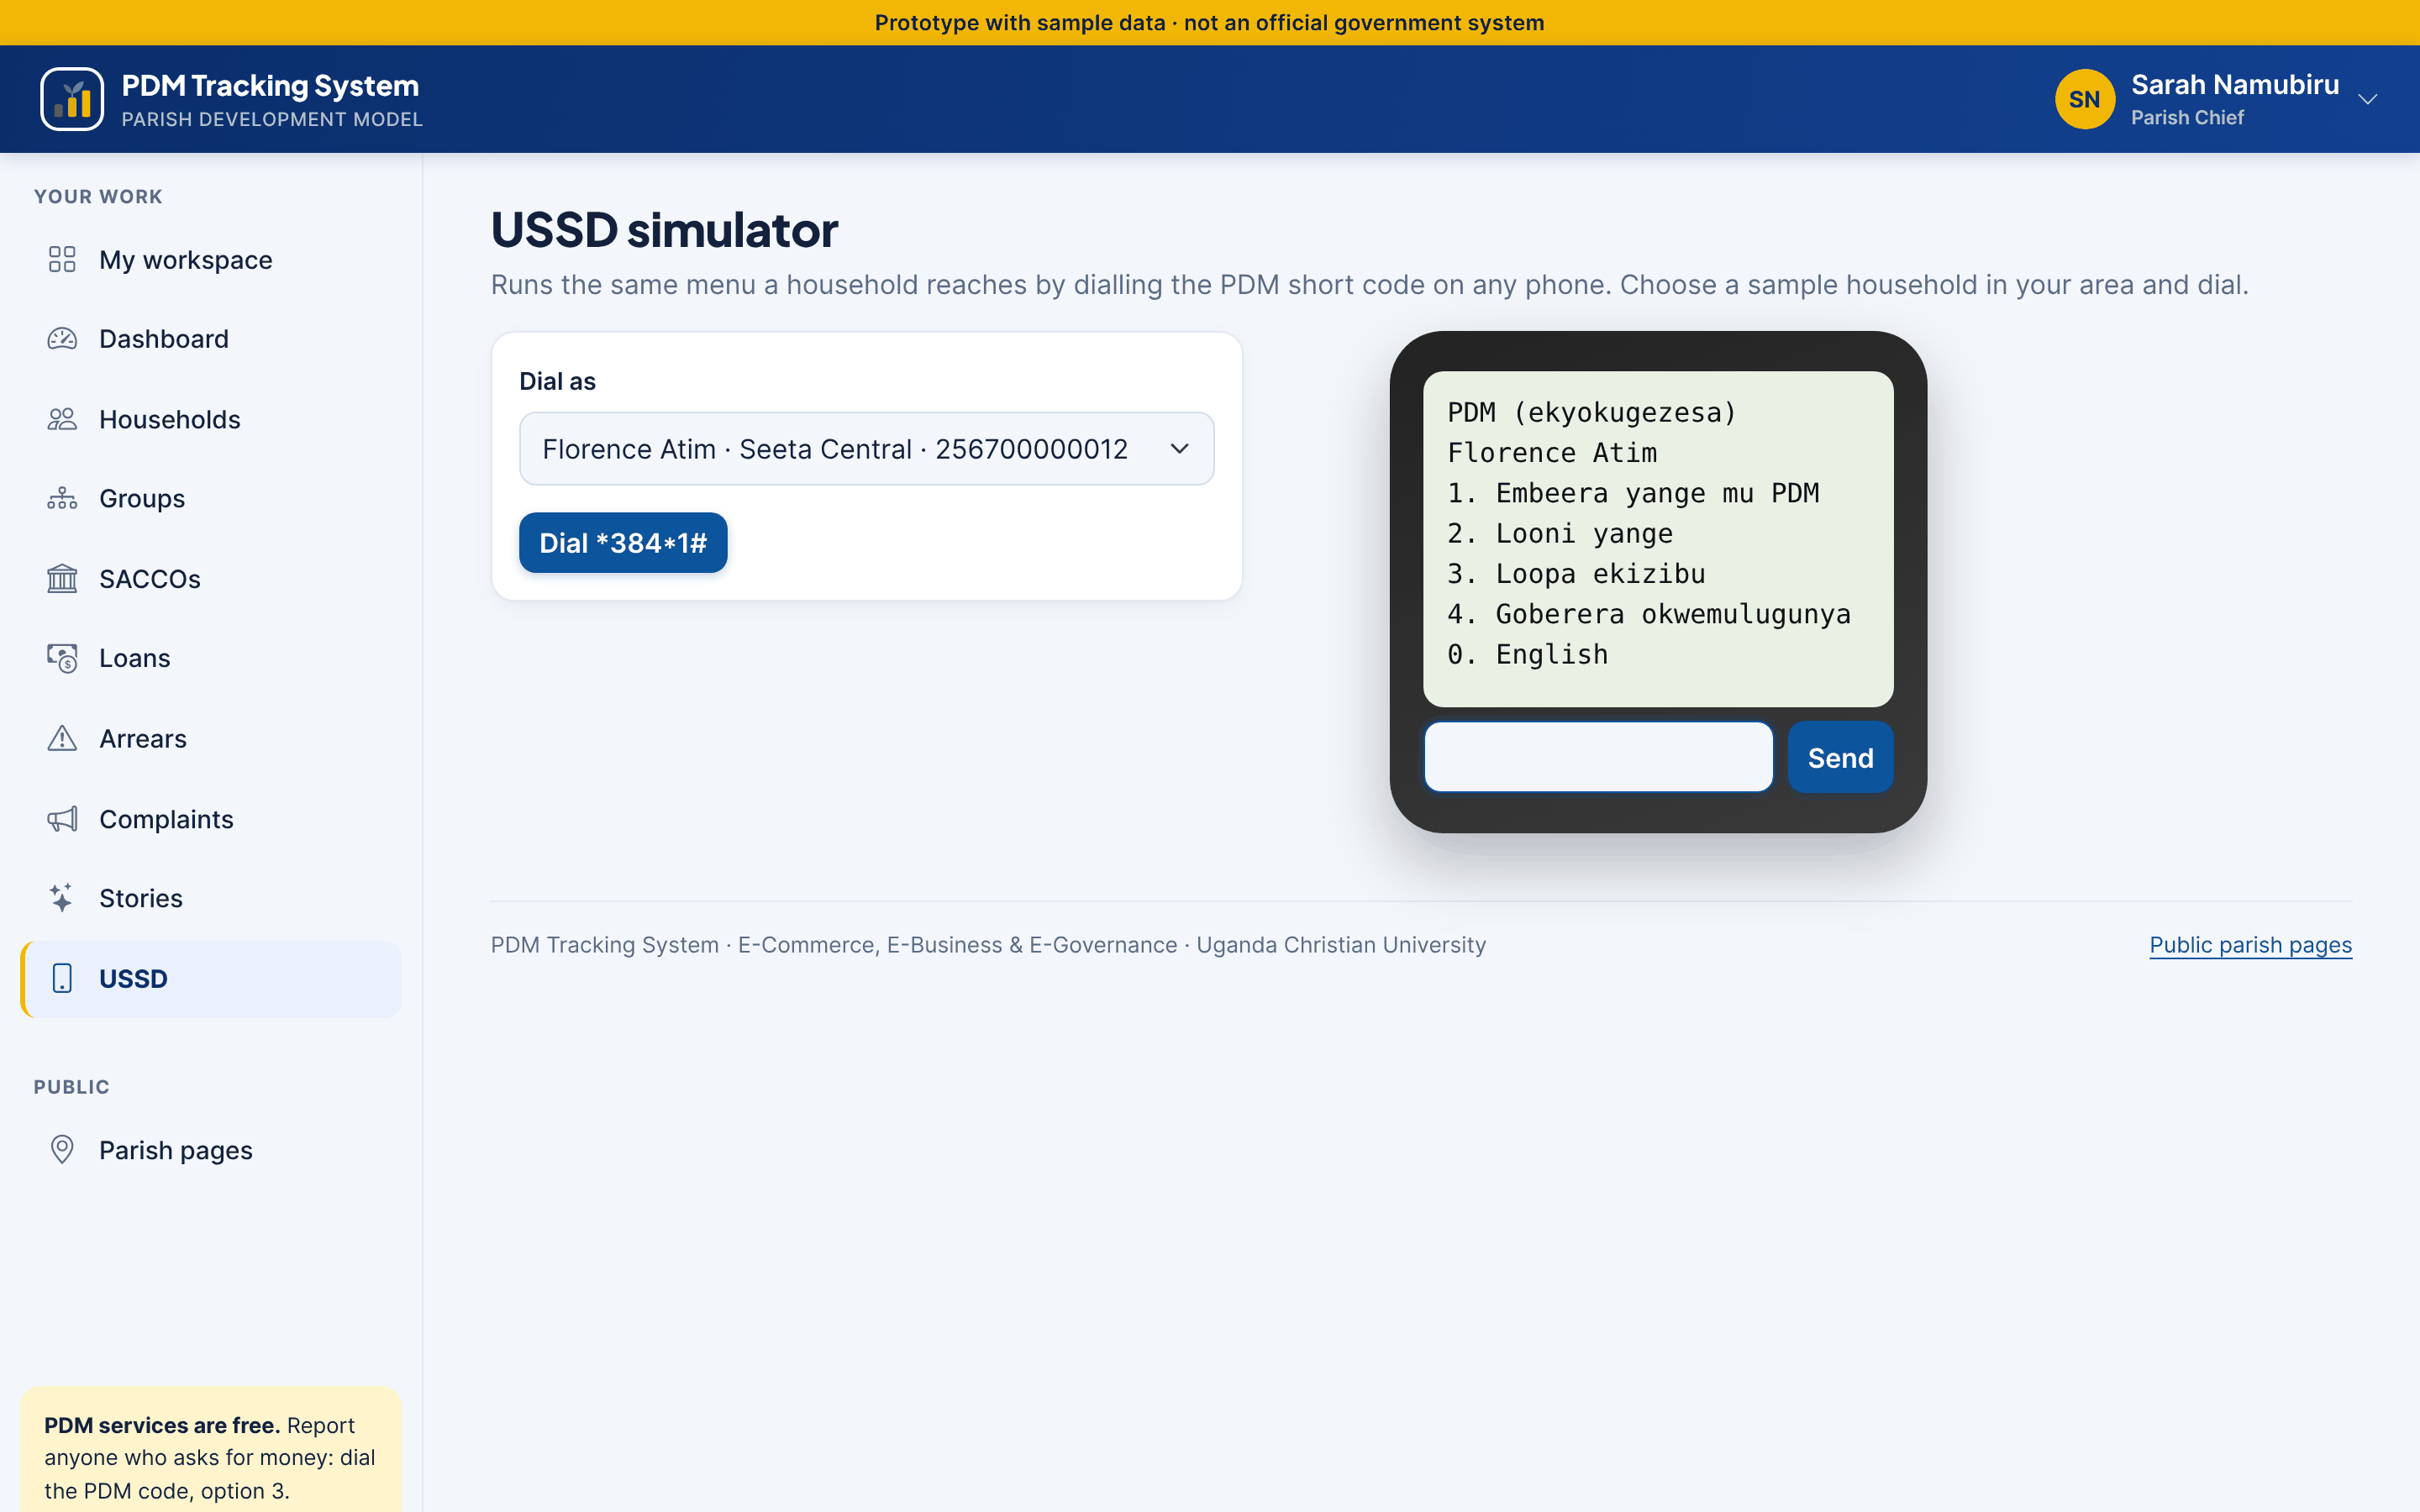 Prototype with sample data · not an official government system
PDM Tracking System
PARISH DEVELOPMENT MODEL
SN
Sarah Namubiru
Parish Chief
YOUR WORK
My workspace
Dashboard
Households
Groups
SACCOs
Loans
Arrears
Complaints
Stories
USSD
PUBLIC
Parish pages
PDM services are free. Report
anyone who asks for money: dial
the PDM code, option 3.
USSD simulator
Runs the same menu a household reaches by dialling the PDM short code on any phone. Choose a sample household in your area and dial.
Dial as
Florence Atim · Seeta Central · 256700000012
Dial *384*1#
PDM (ekyokugezesa)
Florence Atim
1. Embeera yange mu PDM
2. Looni yange
3. Loopa ekizibu
4. Goberera okwemulugunya
0. English
Send
PDM Tracking System · E-Commerce, E-Business & E-Governance · Uganda Christian University
Public parish pages